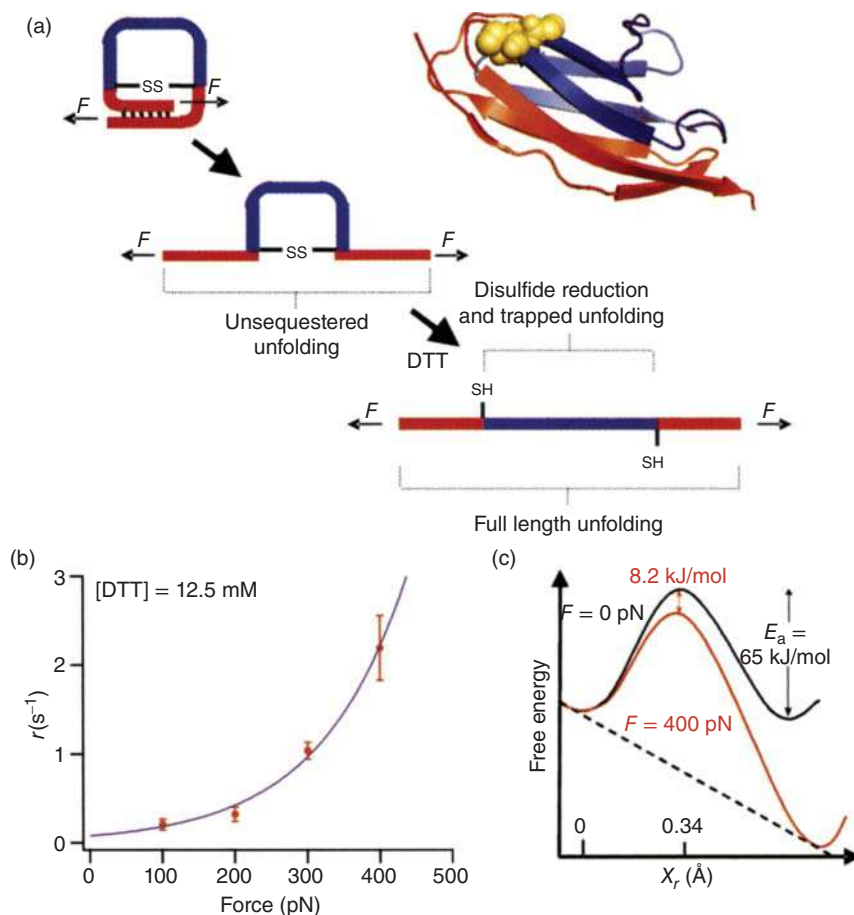 (a)
SS
F
F
F
SS
F
Unsequestered
unfolding
Disulfide reduction
and trapped unfolding
DTT
SH
F
F
SH
Full length unfolding
(b)
[DTT] = 12.5 mM
r(s⁻¹)
3
2
1
0
0 100 200 300 400 500
Force (pN)
(c)
8.2 kJ/mol
F = 0 pN
Eₐ =
65 kJ/mol
F = 400 pN
Free energy
0 0.34
Xᵣ (Å)